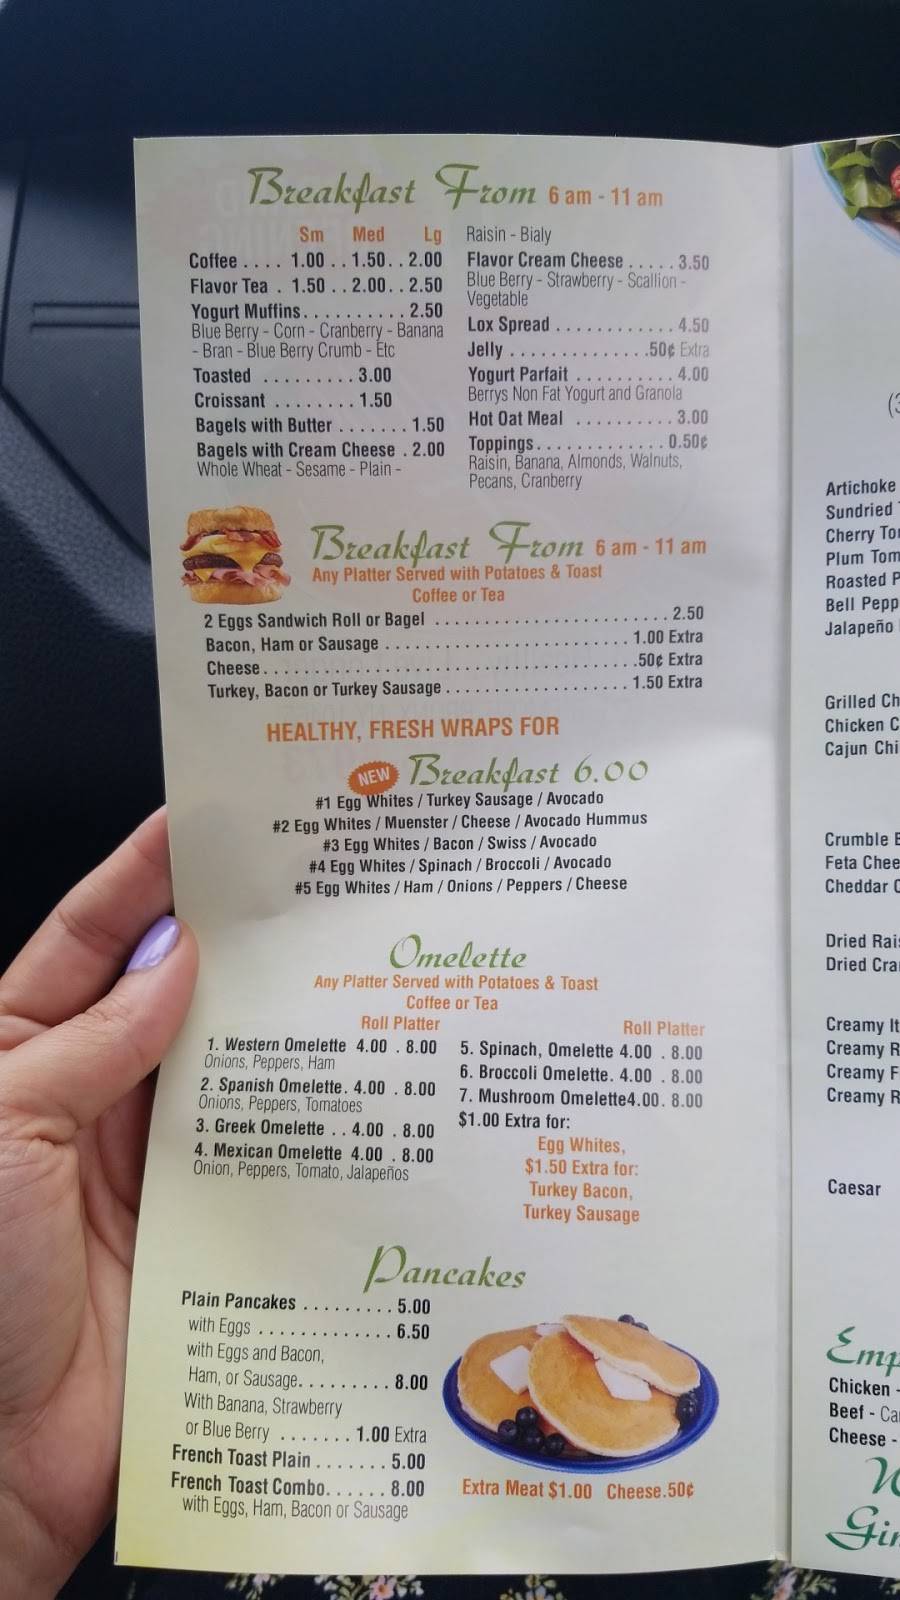 Breakfast From 6 am - 11 am
Sm Med Lg
Coffee .... 1.00 .. 1.50.. 2.00
Flavor Tea . 1.50 .. 2.00.. 2.50
Yogurt Muffins.......... 2.50
Blue Berry - Corn - Cranberry - Banana
- Bran - Blue Berry Crumb - Etc
Toasted ......... 3.00
Croissant ........ 1.50
Bagels with Butter ....... 1.50
Bagels with Cream Cheese . 2.00
Whole Wheat - Sesame - Plain -
Raisin - Bialy
Flavor Cream Cheese ..... 3.50
Blue Berry - Strawberry - Scallion -
Vegetable
Lox Spread ............ 4.50
Jelly ..............50¢ Extra
Yogurt Parfait .......... 4.00
Berrys Non Fat Yogurt and Granola
Hot Oat Meal .......... 3.00
Toppings............. 0.50¢
Raisin, Banana, Almonds, Walnuts,
Pecans, Cranberry
Breakfast From 6 am - 11 am
Any Platter Served with Potatoes & Toast
Coffee or Tea
2 Eggs Sandwich Roll or Bagel ........................ 2.50
Bacon, Ham or Sausage ......................... 1.00 Extra
Cheese.......................................50¢ Extra
Turkey, Bacon or Turkey Sausage ................... 1.50 Extra
HEALTHY, FRESH WRAPS FOR
NEW Breakfast 6.00
#1 Egg Whites / Turkey Sausage / Avocado
#2 Egg Whites / Muenster / Cheese / Avocado Hummus
#3 Egg Whites / Bacon / Swiss / Avocado
#4 Egg Whites / Spinach / Broccoli / Avocado
#5 Egg Whites / Ham / Onions / Peppers / Cheese
Omelette
Any Platter Served with Potatoes & Toast
Coffee or Tea
Roll Platter
1. Western Omelette 4.00 . 8.00
Onions, Peppers, Ham
2. Spanish Omelette. 4.00 . 8.00
Onions, Peppers, Tomatoes
3. Greek Omelette .. 4.00 . 8.00
4. Mexican Omelette 4.00 . 8.00
Onion, Peppers, Tomato, Jalapeños
Roll Platter
5. Spinach, Omelette 4.00 . 8.00
6. Broccoli Omelette. 4.00 . 8.00
7. Mushroom Omelette4.00. 8.00
$1.00 Extra for:
Egg Whites,
$1.50 Extra for:
Turkey Bacon,
Turkey Sausage
Pancakes
Plain Pancakes ......... 5.00
with Eggs ............. 6.50
with Eggs and Bacon,
Ham, or Sausage.......... 8.00
With Banana, Strawberry
or Blue Berry ....... 1.00 Extra
French Toast Plain ....... 5.00
French Toast Combo...... 8.00
with Eggs, Ham, Bacon or Sausage
Extra Meat $1.00 Cheese.50¢
Artichoke
Sundried
Cherry
Plum
Roasted
Bell
Jalapeño
Grilled
Chicken
Cajun
Crumble
Feta
Cheddar
Dried
Dried
Creamy
Creamy
Creamy
Creamy
Caesar
Chicken -
Beef -
Cheese -